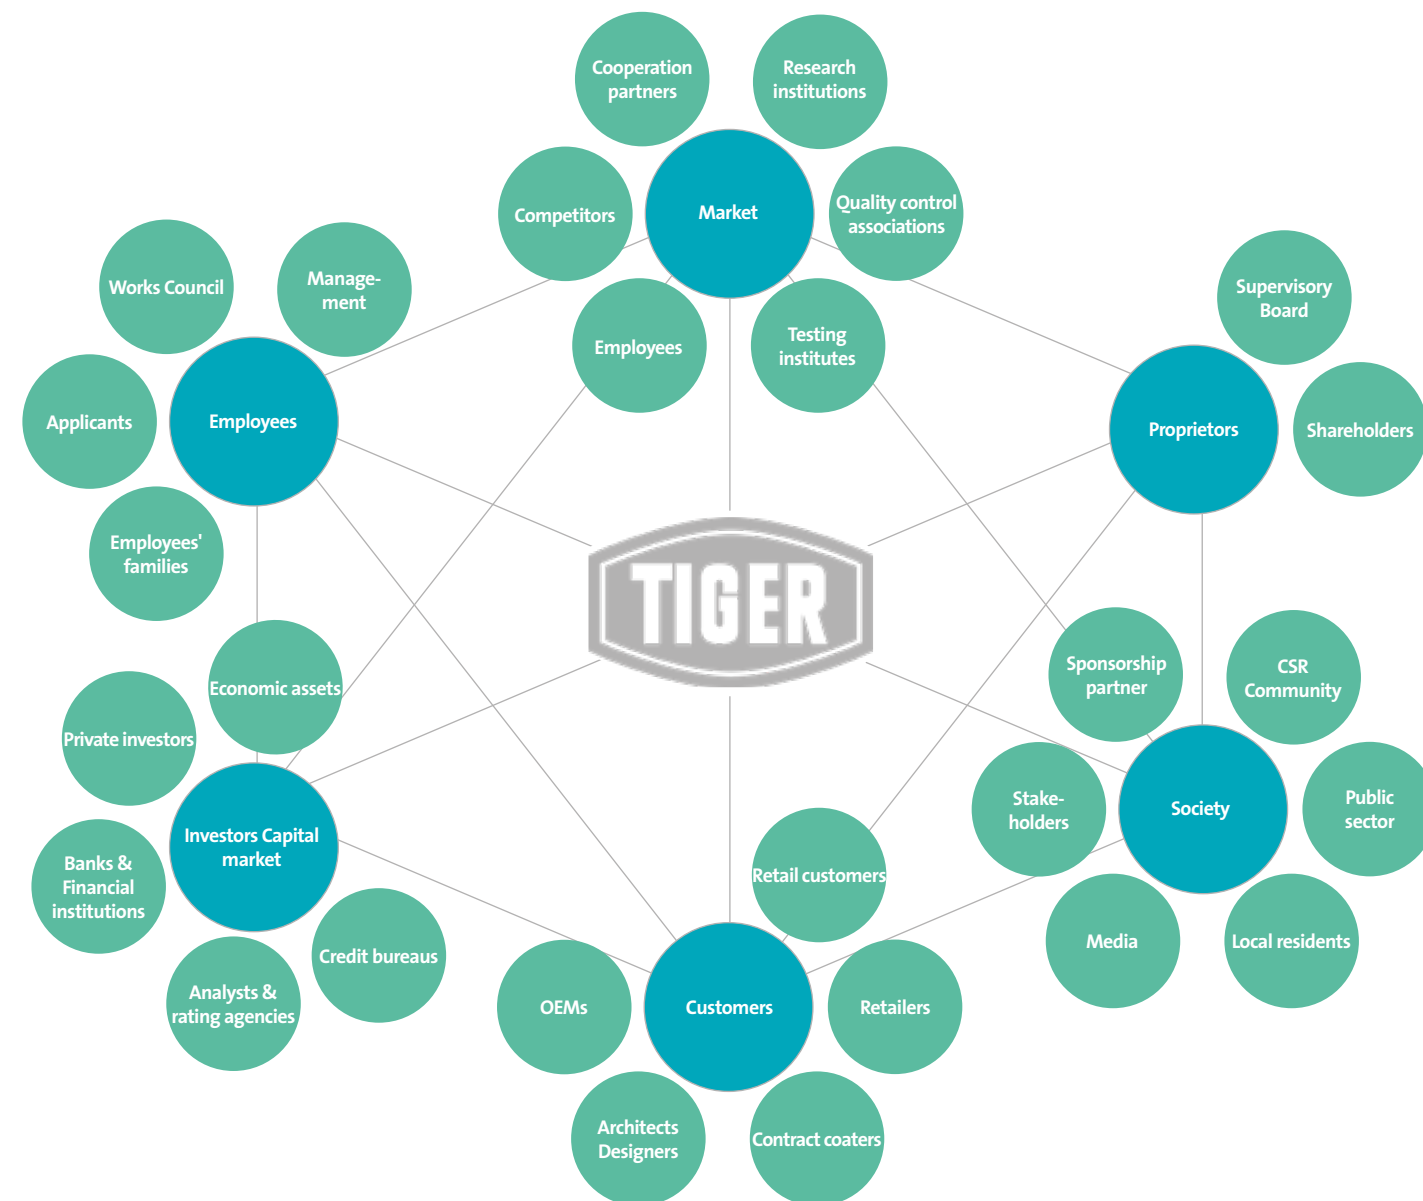 Cooperation
partners
Research
institutions
Competitors
Market
Quality control
associations
Employees
Testing
institutes
Works Council
Manage-
ment
Applicants
Employees
Employees'
families
Supervisory
Board
Proprietors
Shareholders
TIGER
Economic assets
Private investors
Investors Capital
market
Banks &
Financial
institutions
Analysts &
rating agencies
Credit bureaus
Retail customers
OEMs
Customers
Retailers
Architects
Designers
Contract coaters
Sponsorship
partner
CSR
Community
Stake-
holders
Society
Public
sector
Media
Local residents